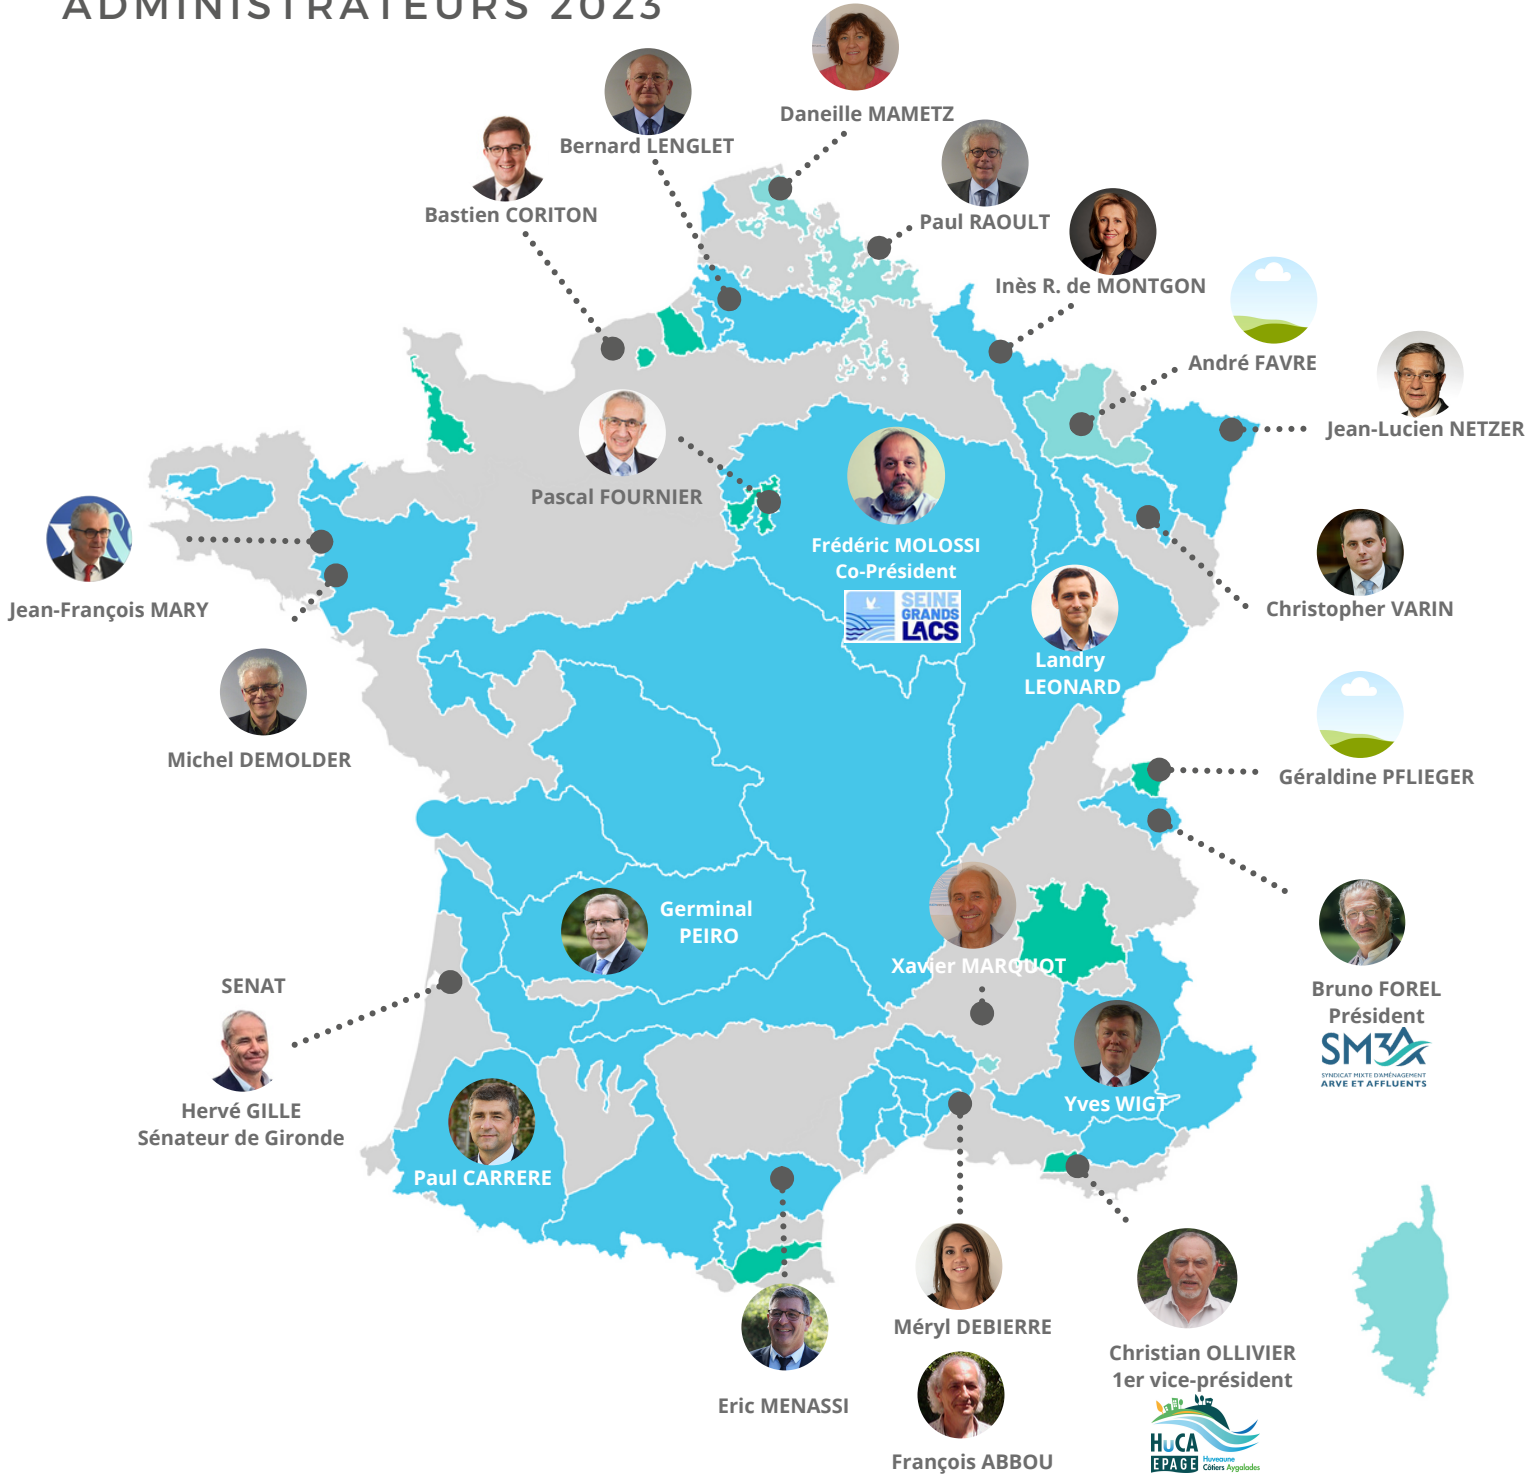 ADMINISTRATEURS 2023
Daneille MAMETZ
Bernard LENGLET
Bastien CORITON
Paul RAOULT
Inès R. de MONTGON
André FAVRE
Jean-Lucien NETZER
Pascal FOURNIER
Frédéric MOLOSSI
Co-Président
SEINE
GRANDS
LACS
Jean-François MARY
Christopher VARIN
Landry
LEONARD
Michel DEMOLDER
Géraldine PFLIEGER
Germinal
PEIRO
Xavier MARQUOT
SENAT
Hervé GILLE
Sénateur de Gironde
Bruno FOREL
Président
SM3A
SYNDICAT MIXTE D'AMÉNAGEMENT
ARVE ET AFFLUENTS
Yves WIGT
Paul CARRERE
Eric MENASSI
Méryl DEBIERRE
François ABBOU
Christian OLLIVIER
1er vice-président
HuCA
EPAGE
Huveaune
Côtiers Aygalades